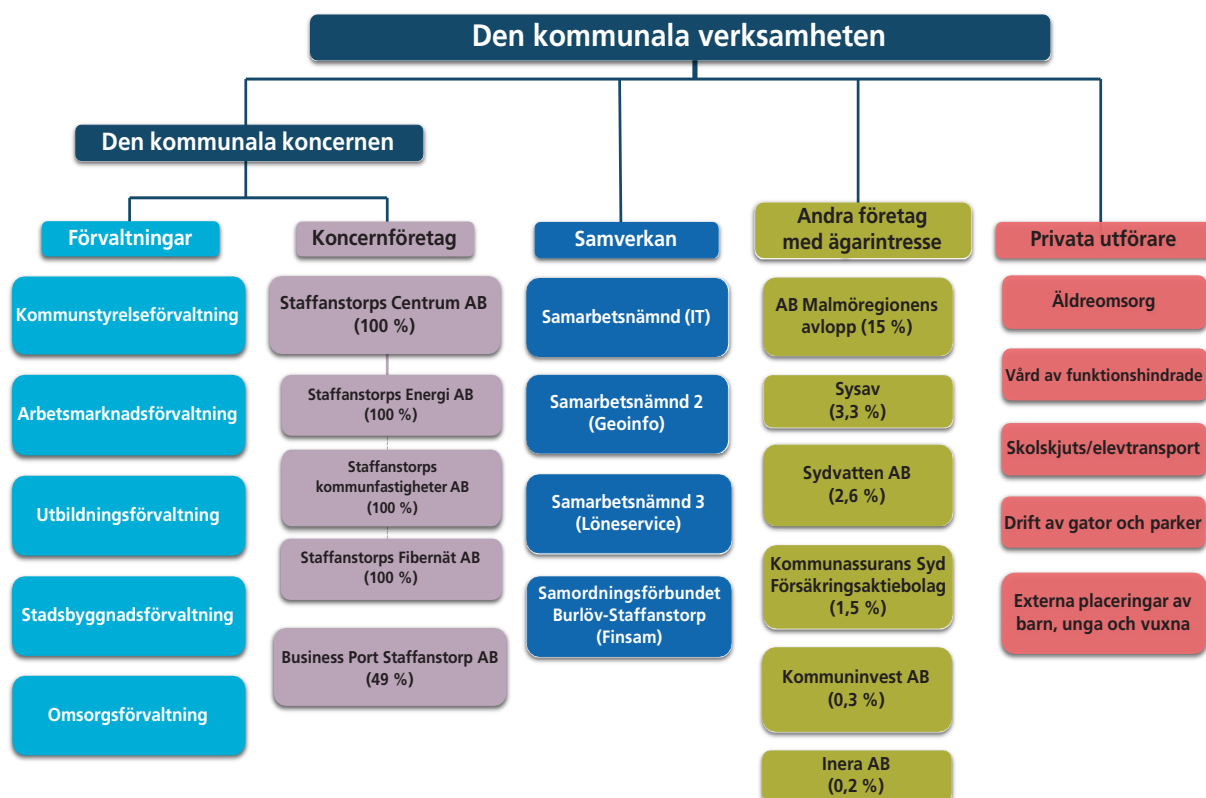 Den kommunala verksamheten
Den kommunala koncernen
Förvaltningar
Kommunstyrelseförvaltning
Arbetsmarknadsförvaltning
Utbildningsförvaltning
Stadsbyggnadsförvaltning
Omsorgsförvaltning
Koncernföretag
Staffanstorps Centrum AB
(100 %)
Staffanstorps Energi AB
(100 %)
Staffanstorps
kommunfastigheter AB
(100 %)
Staffanstorps Fibernät AB
(100 %)
Business Port Staffanstorp AB
(49 %)
Samverkan
Samarbetsnämnd (IT)
Samarbetsnämnd 2
(Geoinfo)
Samarbetsnämnd 3
(Löneservice)
Samordningsförbundet
Burlöv-Staffanstorp
(Finsam)
Andra företag
med ägarintresse
AB Malmöregionens
avlopp (15 %)
Sysav
(3,3 %)
Sydvatten AB
(2,6 %)
Kommunassurans Syd
Försäkringsaktiebolag
(1,5 %)
Kommuninvest AB
(0,3 %)
Inera AB
(0,2 %)
Privata utförare
Äldreomsorg
Vård av funktionshindrade
Skolskjuts/elevtransport
Drift av gator och parker
Externa placeringar av
barn, unga och vuxna